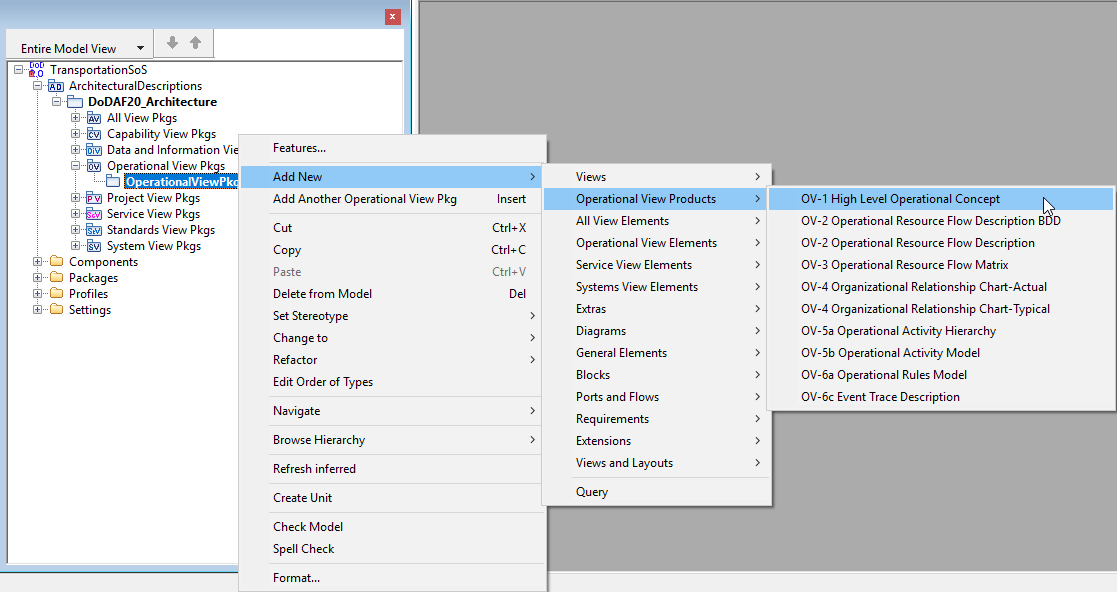 x
Entire Model View
DoD
TransportationSoS
AD ArchitecturalDescriptions
DoDAF20_Architecture
AV All View Pkgs
CV Capability View Pkgs
DIV Data and Information Vie
OV Operational View Pkgs
OperationalViewPkg
PV Project View Pkgs
SvcV Service View Pkgs
StdV Standards View Pkgs
SV System View Pkgs
Components
Packages
Profiles
Settings
Features...
Add New
Add Another Operational View Pkg Insert
Cut Ctrl+X
Copy Ctrl+C
Paste Ctrl+V
Delete from Model Del
Set Stereotype
Change to
Refactor
Edit Order of Types
Navigate
Browse Hierarchy
Refresh inferred
Create Unit
Check Model
Spell Check
Format...
Views
Operational View Products
All View Elements
Operational View Elements
Service View Elements
Systems View Elements
Extras
Diagrams
General Elements
Blocks
Ports and Flows
Requirements
Extensions
Views and Layouts
Query
OV-1 High Level Operational Concept
OV-2 Operational Resource Flow Description BDD
OV-2 Operational Resource Flow Description
OV-3 Operational Resource Flow Matrix
OV-4 Organizational Relationship Chart-Actual
OV-4 Organizational Relationship Chart-Typical
OV-5a Operational Activity Hierarchy
OV-5b Operational Activity Model
OV-6a Operational Rules Model
OV-6c Event Trace Description